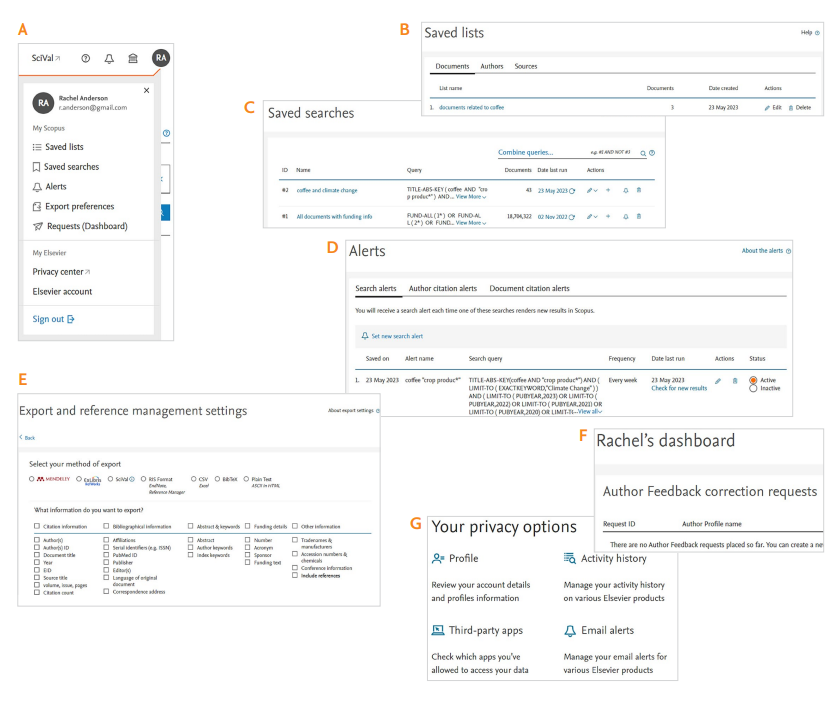 A
SciVal
RA
RA
Rachel Anderson
r.anderson@gmail.com
My Scopus
Saved lists
Saved searches
Alerts
Export preferences
Requests (Dashboard)
My Elsevier
Privacy center
Elsevier account
Sign out
B
Saved lists
Help
Documents Authors Sources
List name Documents Date created Actions
1. documents related to coffee 3 23 May 2023 Edit Delete
C
Saved searches
Combine queries... e.g. #1 AND NOT #3
ID Name Query Documents Date last run Actions
#2 coffee and climate change TITLE-ABS-KEY ( coffee AND "cro 43 23 May 2023
p produc*" ) AND... View More
#1 All documents with funding info FUND-ALL ( 1* ) OR FUND-AL 18,704,322 02 Nov 2022
L ( 2* ) OR FUND... View More
D
Alerts
About the alerts
Search alerts Author citation alerts Document citation alerts
You will receive a search alert each time one of these searches renders new results in Scopus.
Set new search alert
Saved on Alert name Search query Frequency Date last run Actions Status
1. 23 May 2023 coffee "crop produc*" TITLE-ABS-KEY(coffee AND "crop produc*") AND ( Every week 23 May 2023 Active
LIMIT-TO ( EXACTKEYWORD,"Climate Change" ) ) Check for new results Inactive
AND ( LIMIT-TO ( PUBYEAR,2023) OR LIMIT-TO (
PUBYEAR,2022) OR LIMIT-TO ( PUBYEAR,2021) OR
LIMIT-TO ( PUBYEAR,2020) OR LIMIT-T(...View all
E
Export and reference management settings
About export settings
Back
Select your method of export
MENDELEY ExLibris RefWorks SciVal RIS Format CSV BibTeX Plain Text
EndNote, Excel ASCII in HTML
Reference Manager
What information do you want to export?
Citation information Bibliographical information Abstract & keywords Funding details Other Information
Author(s) Affiliations Abstract Number Tradenames &
Author(s) ID Serial identifiers (e.g. ISSN) Author keywords Acronym manufacturers
Document title PubMed ID Index keywords Sponsor Accession numbers &
Year Publisher Funding text chemicals
EID Editor(s) Conference information
Source title Language of original Include references
volume, issue, pages document
Citation count Correspondence address
F
Rachel's dashboard
Author Feedback correction requests
Request ID Author Profile name
There are no Author Feedback requests placed so far. You can create a ne
G
Your privacy options
Profile Activity history
Review your account details Manage your activity history
and profiles information on various Elsevier products
Third-party apps Email alerts
Check which apps you've Manage your email alerts for
allowed to access your data various Elsevier products